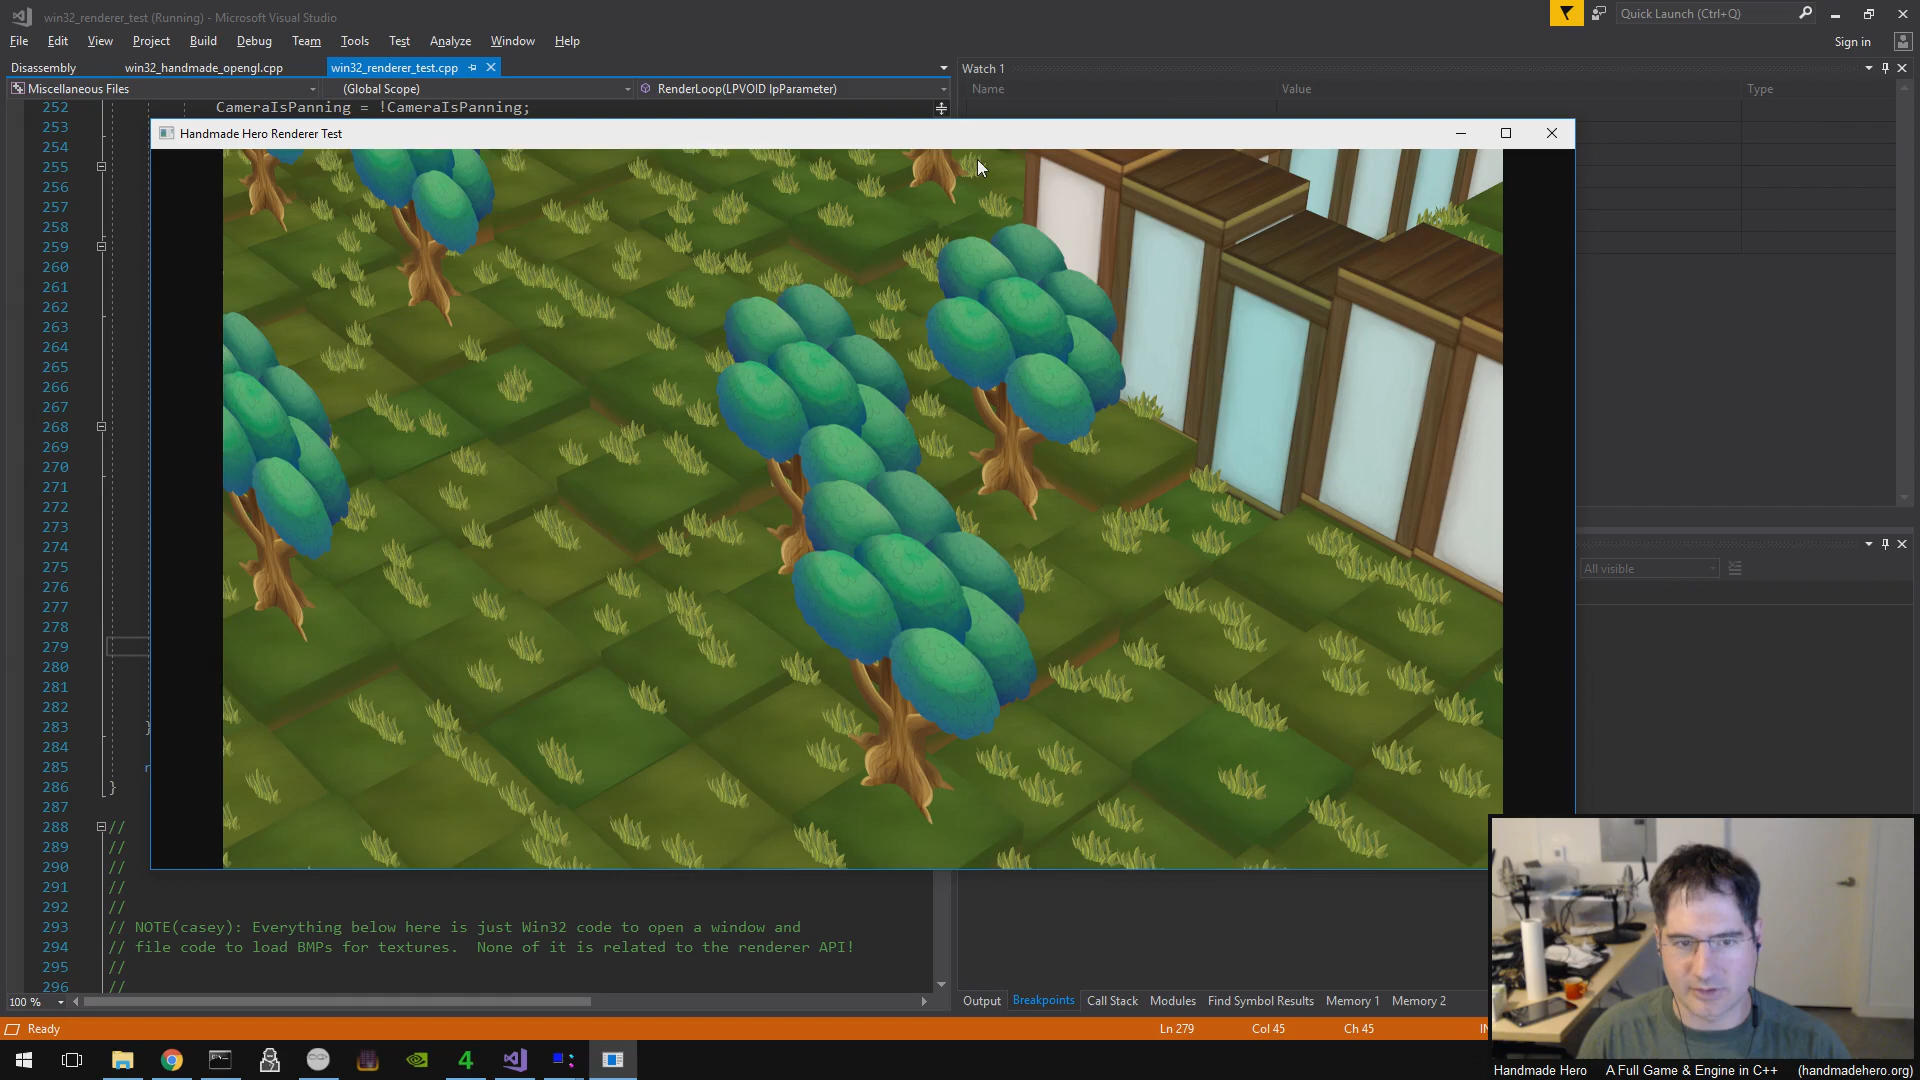 win32_renderer_test (Running) - Microsoft Visual Studio
Quick Launch (Ctrl+Q)
File Edit View Project Build Debug Team Tools Test Analyze Window Help
Sign in
Disassembly win32_handmade_opengl.cpp win32_renderer_test.cpp
Watch 1
Miscellaneous Files (Global Scope) RenderLoop(LPVOID lpParameter)
Name Value Type
252 CameraIsPanning = !CameraIsPanning;
253
Handmade Hero Renderer Test
254
255
256
257
258
259
260
261
262
263
264
265
266
267
268
269
270
271
272
273
274
275
276
277
278
279
280
281
282
283 }
284
285 r
286 }
287
288 //
289 //
290 //
291 //
292 //
293 // NOTE(casey): Everything below here is just Win32 code to open a window and
294 // file code to load BMPs for textures.  None of it is related to the renderer API!
295 //
296 //
All visible
100 %
Output Breakpoints Call Stack Modules Find Symbol Results Memory 1 Memory 2
Ready
Ln 279 Col 45 Ch 45 IN
4
Handmade Hero A Full Game & Engine in C++ (handmadehero.org)